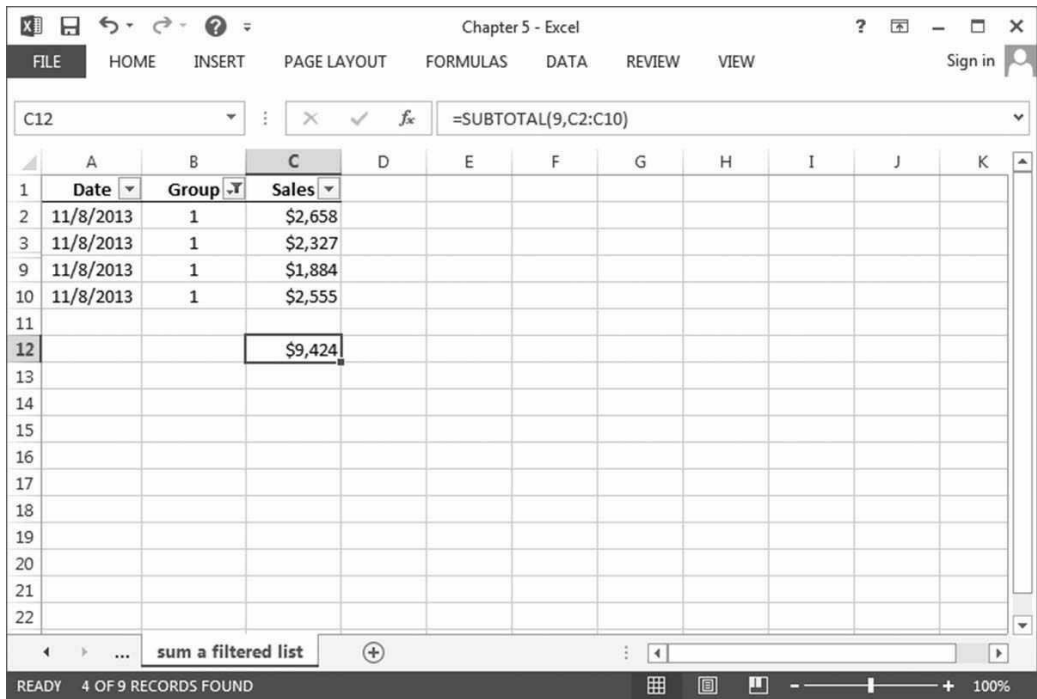 Chapter 5 - Excel ?
FILE HOME INSERT PAGE LAYOUT FORMULAS DATA REVIEW VIEW Sign in
C12 fx =SUBTOTAL(9,C2:C10)
A B C D E F G H I J K
1 Date Group Sales
2 11/8/2013 1 $2,658
3 11/8/2013 1 $2,327
9 11/8/2013 1 $1,884
10 11/8/2013 1 $2,555
11
12 $9,424
13
14
15
16
17
18
19
20
21
22
... sum a filtered list
READY 4 OF 9 RECORDS FOUND 100%